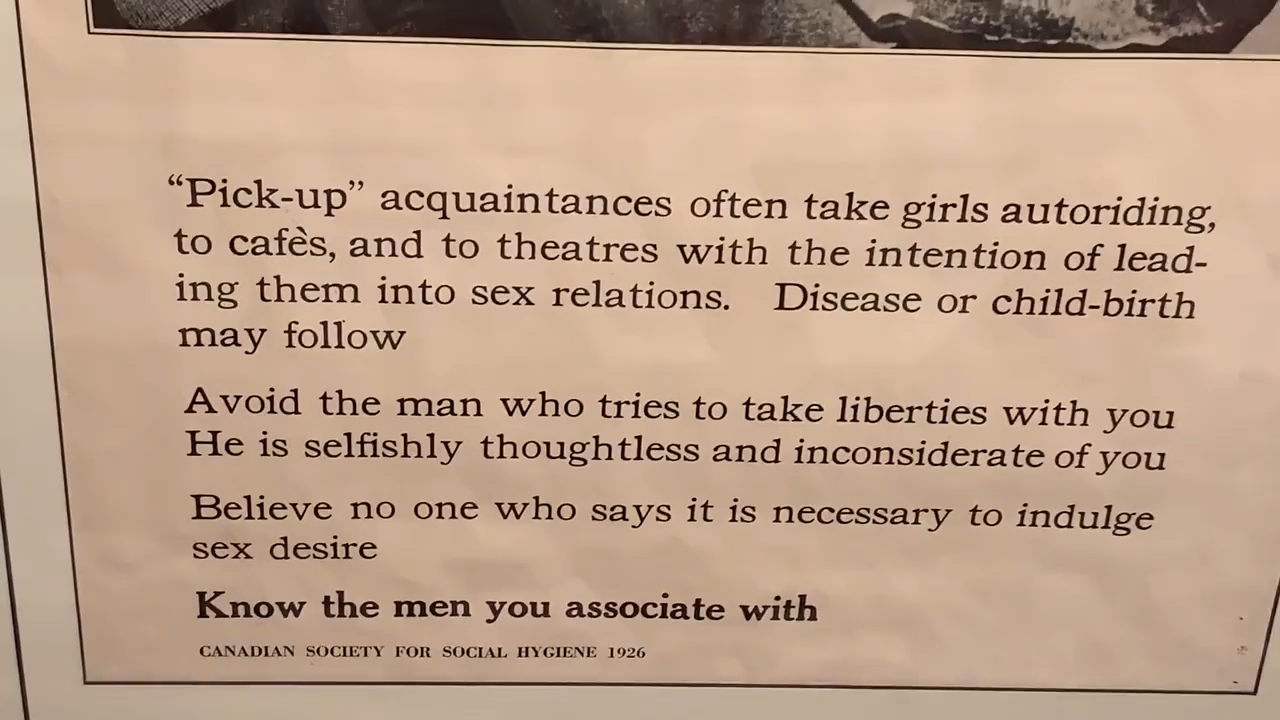 “Pick-up” acquaintances often take girls autoriding,
to cafès, and to theatres with the intention of lead-
ing them into sex relations. Disease or child-birth
may follow
Avoid the man who tries to take liberties with you
He is selfishly thoughtless and inconsiderate of you
Believe no one who says it is necessary to indulge
sex desire
Know the men you associate with
CANADIAN SOCIETY FOR SOCIAL HYGIENE 1926